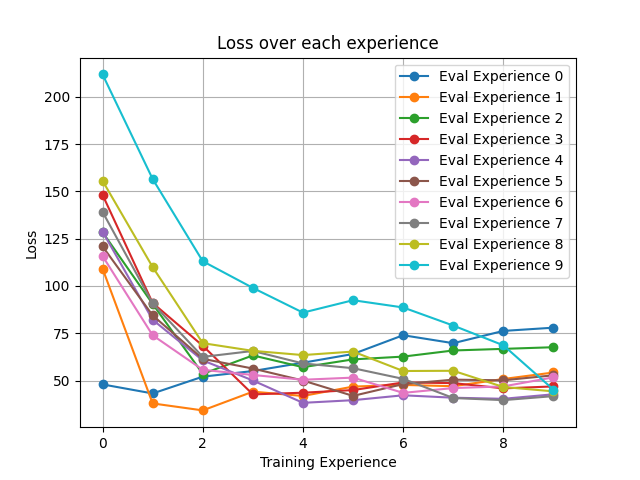 Loss over each experience
Loss
200
175
150
125
100
75
50
0
2
4
6
8
Training Experience
Eval Experience 0
Eval Experience 1
Eval Experience 2
Eval Experience 3
Eval Experience 4
Eval Experience 5
Eval Experience 6
Eval Experience 7
Eval Experience 8
Eval Experience 9